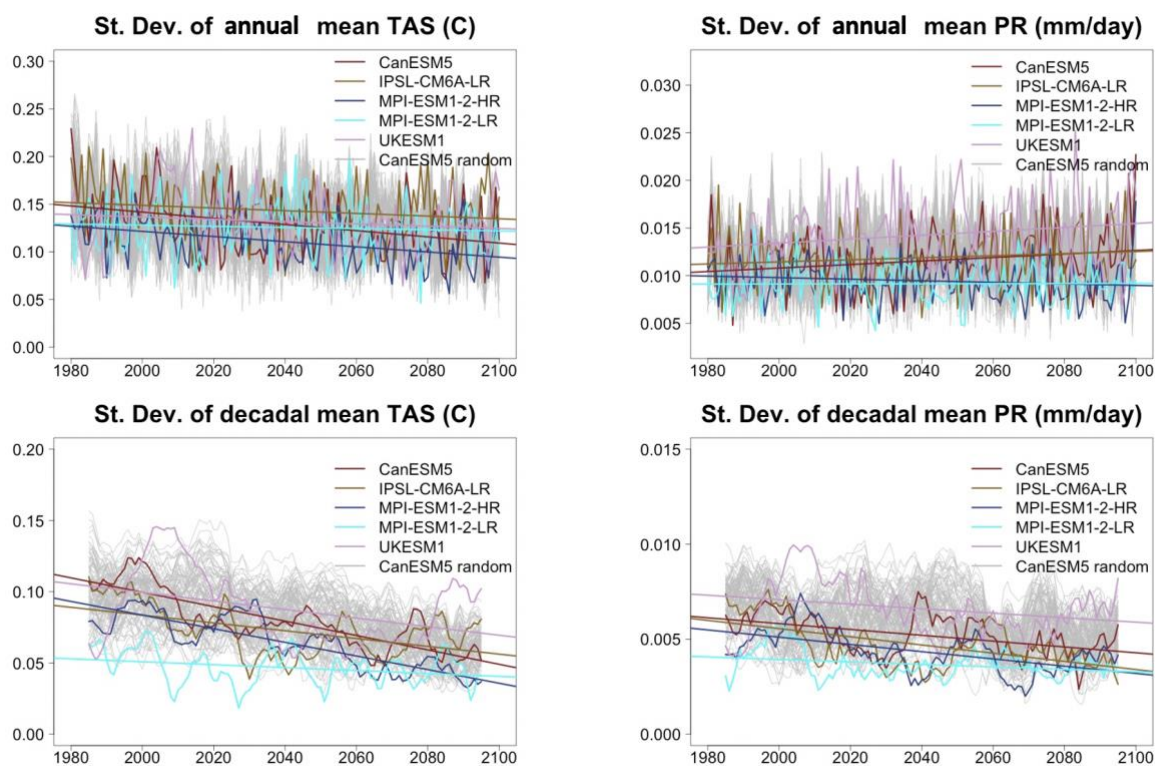 St. Dev. of annual mean TAS (C)
0.30
0.25
0.20
0.15
0.10
0.05
0.00
CanESM5
IPSL-CM6A-LR
MPI-ESM1-2-HR
MPI-ESM1-2-LR
UKESM1
CanESM5 random
1980 2000 2020 2040 2060 2080 2100
St. Dev. of annual mean PR (mm/day)
0.030
0.025
0.020
0.015
0.010
0.005
CanESM5
IPSL-CM6A-LR
MPI-ESM1-2-HR
MPI-ESM1-2-LR
UKESM1
CanESM5 random
1980 2000 2020 2040 2060 2080 2100
St. Dev. of decadal mean TAS (C)
0.20
0.15
0.10
0.05
0.00
CanESM5
IPSL-CM6A-LR
MPI-ESM1-2-HR
MPI-ESM1-2-LR
UKESM1
CanESM5 random
1980 2000 2020 2040 2060 2080 2100
St. Dev. of decadal mean PR (mm/day)
0.015
0.010
0.005
0.000
CanESM5
IPSL-CM6A-LR
MPI-ESM1-2-HR
MPI-ESM1-2-LR
UKESM1
CanESM5 random
1980 2000 2020 2040 2060 2080 2100